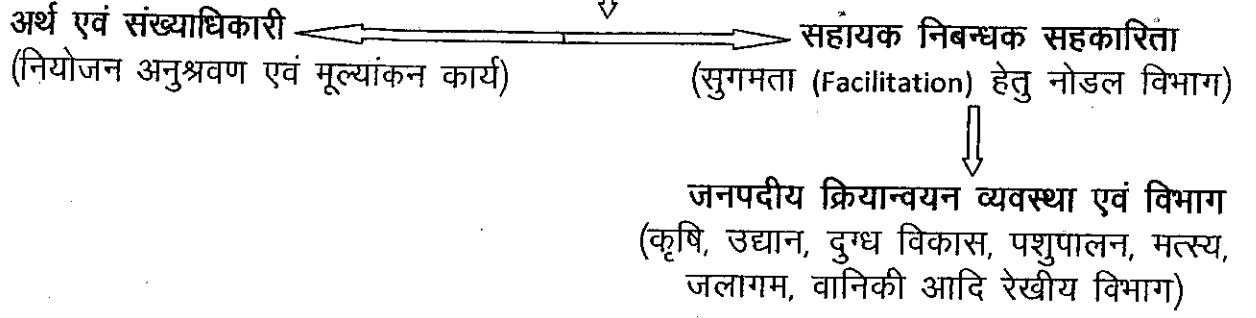 अर्थ एवं संख्याधिकारी
(नियोजन अनुश्रवण एवं मूल्यांकन कार्य)
सहायक निबन्धक सहकारिता
(सुगमता (Facilitation) हेतु नोडल विभाग)
जनपदीय क्रियान्वयन व्यवस्था एवं विभाग
(कृषि, उद्यान, दुग्ध विकास, पशुपालन, मत्स्य,
जलागम, वानिकी आदि रेखीय विभाग)